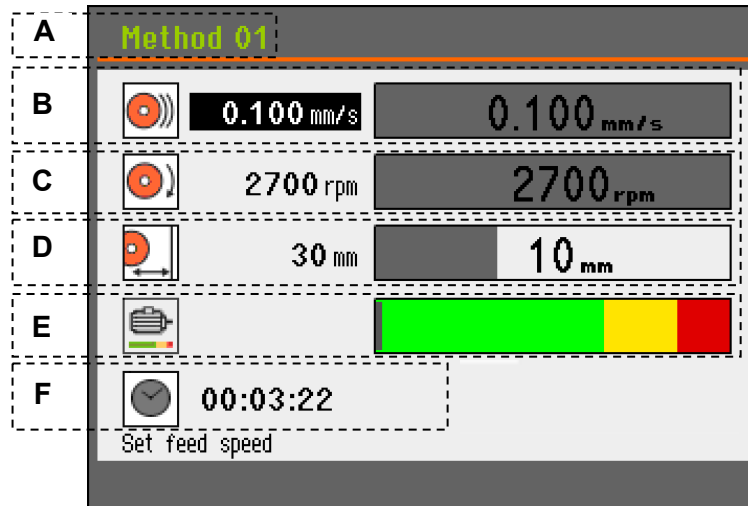 A Method 01
B 0.100 mm/s 0.100 mm/s
C 2700 rpm 2700 rpm
D 30 mm 10 mm
E
F 00:03:22
Set feed speed